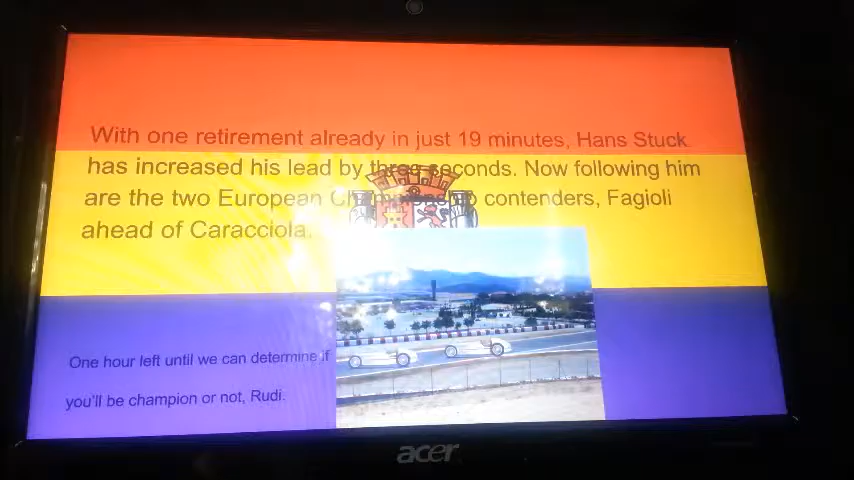 With one retirement already in just 19 minutes, Hans Stuck
has increased his lead by three seconds. Now following him
are the two European Championship contenders, Fagioli
ahead of Caracciola.
One hour left until we can determine if
you'll be champion or not, Rudi.
acer